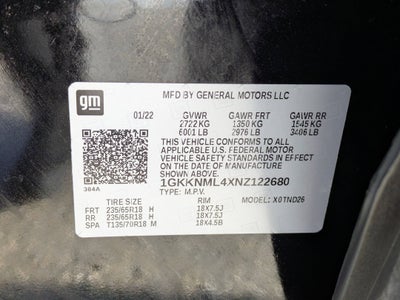 gm
MFD BY GENERAL MOTORS LLC
01/22 GVWR GAWR FRT GAWR RR
2722 KG 1350 KG 1545 KG
6001 LB 2976 LB 3406 LB
THIS VEHICLE CONFORMS TO ALL
APPLICABLE U.S. FEDERAL MOTOR
VEHICLE SAFETY AND THEFT PREVENTION
STANDARDS IN EFFECT ON THE
DATE OF MANUFACTURE SHOWN ABOVE.
1GKKNML4XNZ122680
384A TYPE: M.P.V.
TIRE SIZE RIM MODEL: X0TND26
FRT 235/65R18 H 18X7.5J
RR 235/65R18 H 18X7.5J
SPA T135/70R18 M 18X4.5B